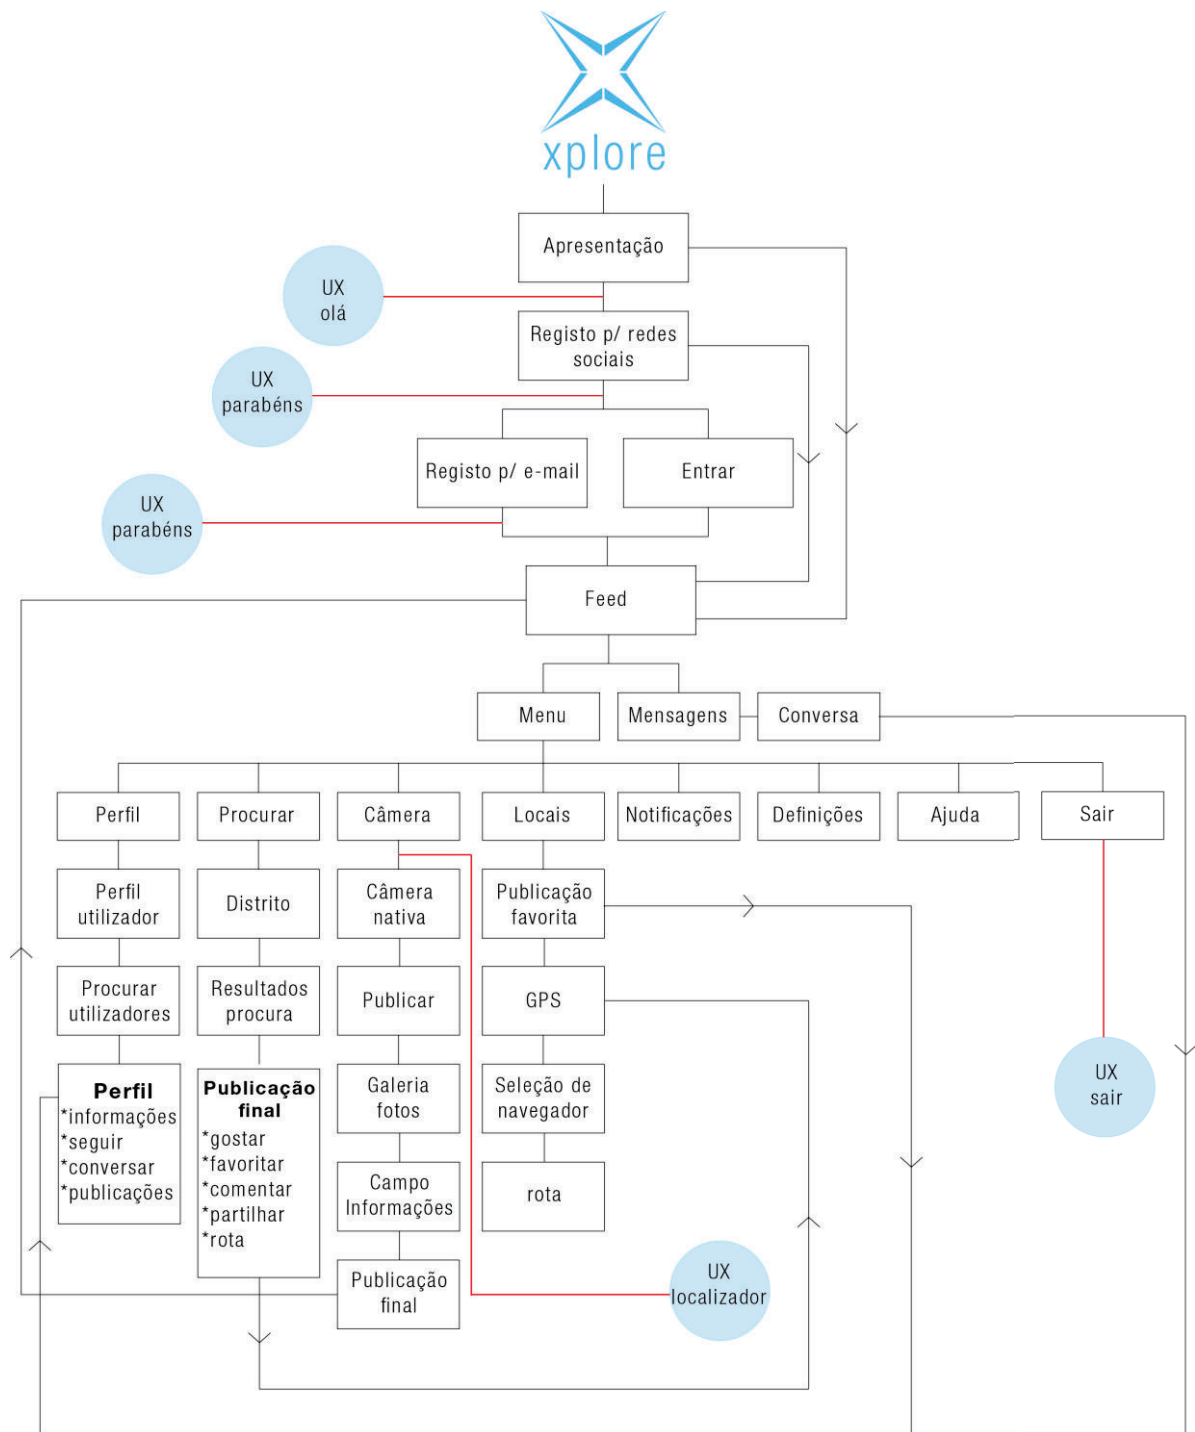 xplore
Apresentação
UX
olá
Registo p/ redes
sociais
UX
parabéns
Registo p/ e-mail
Entrar
UX
parabéns
Feed
Menu
Mensagens
Conversa
Perfil
Procurar
Câmera
Locais
Notificações
Definições
Ajuda
Sair
Perfil
utilizador
Distrito
Câmera
nativa
Publicação
favorita
Procurar
utilizadores
Resultados
procura
Publicar
GPS
Perfil
*informações
*seguir
*conversar
*publicações
Publicação
final
*gostar
*favoritar
*comentar
*partilhar
*rota
Galeria
fotos
Seleção de
navegador
UX
sair
Campo
Informações
rota
Publicação
final
UX
localizador